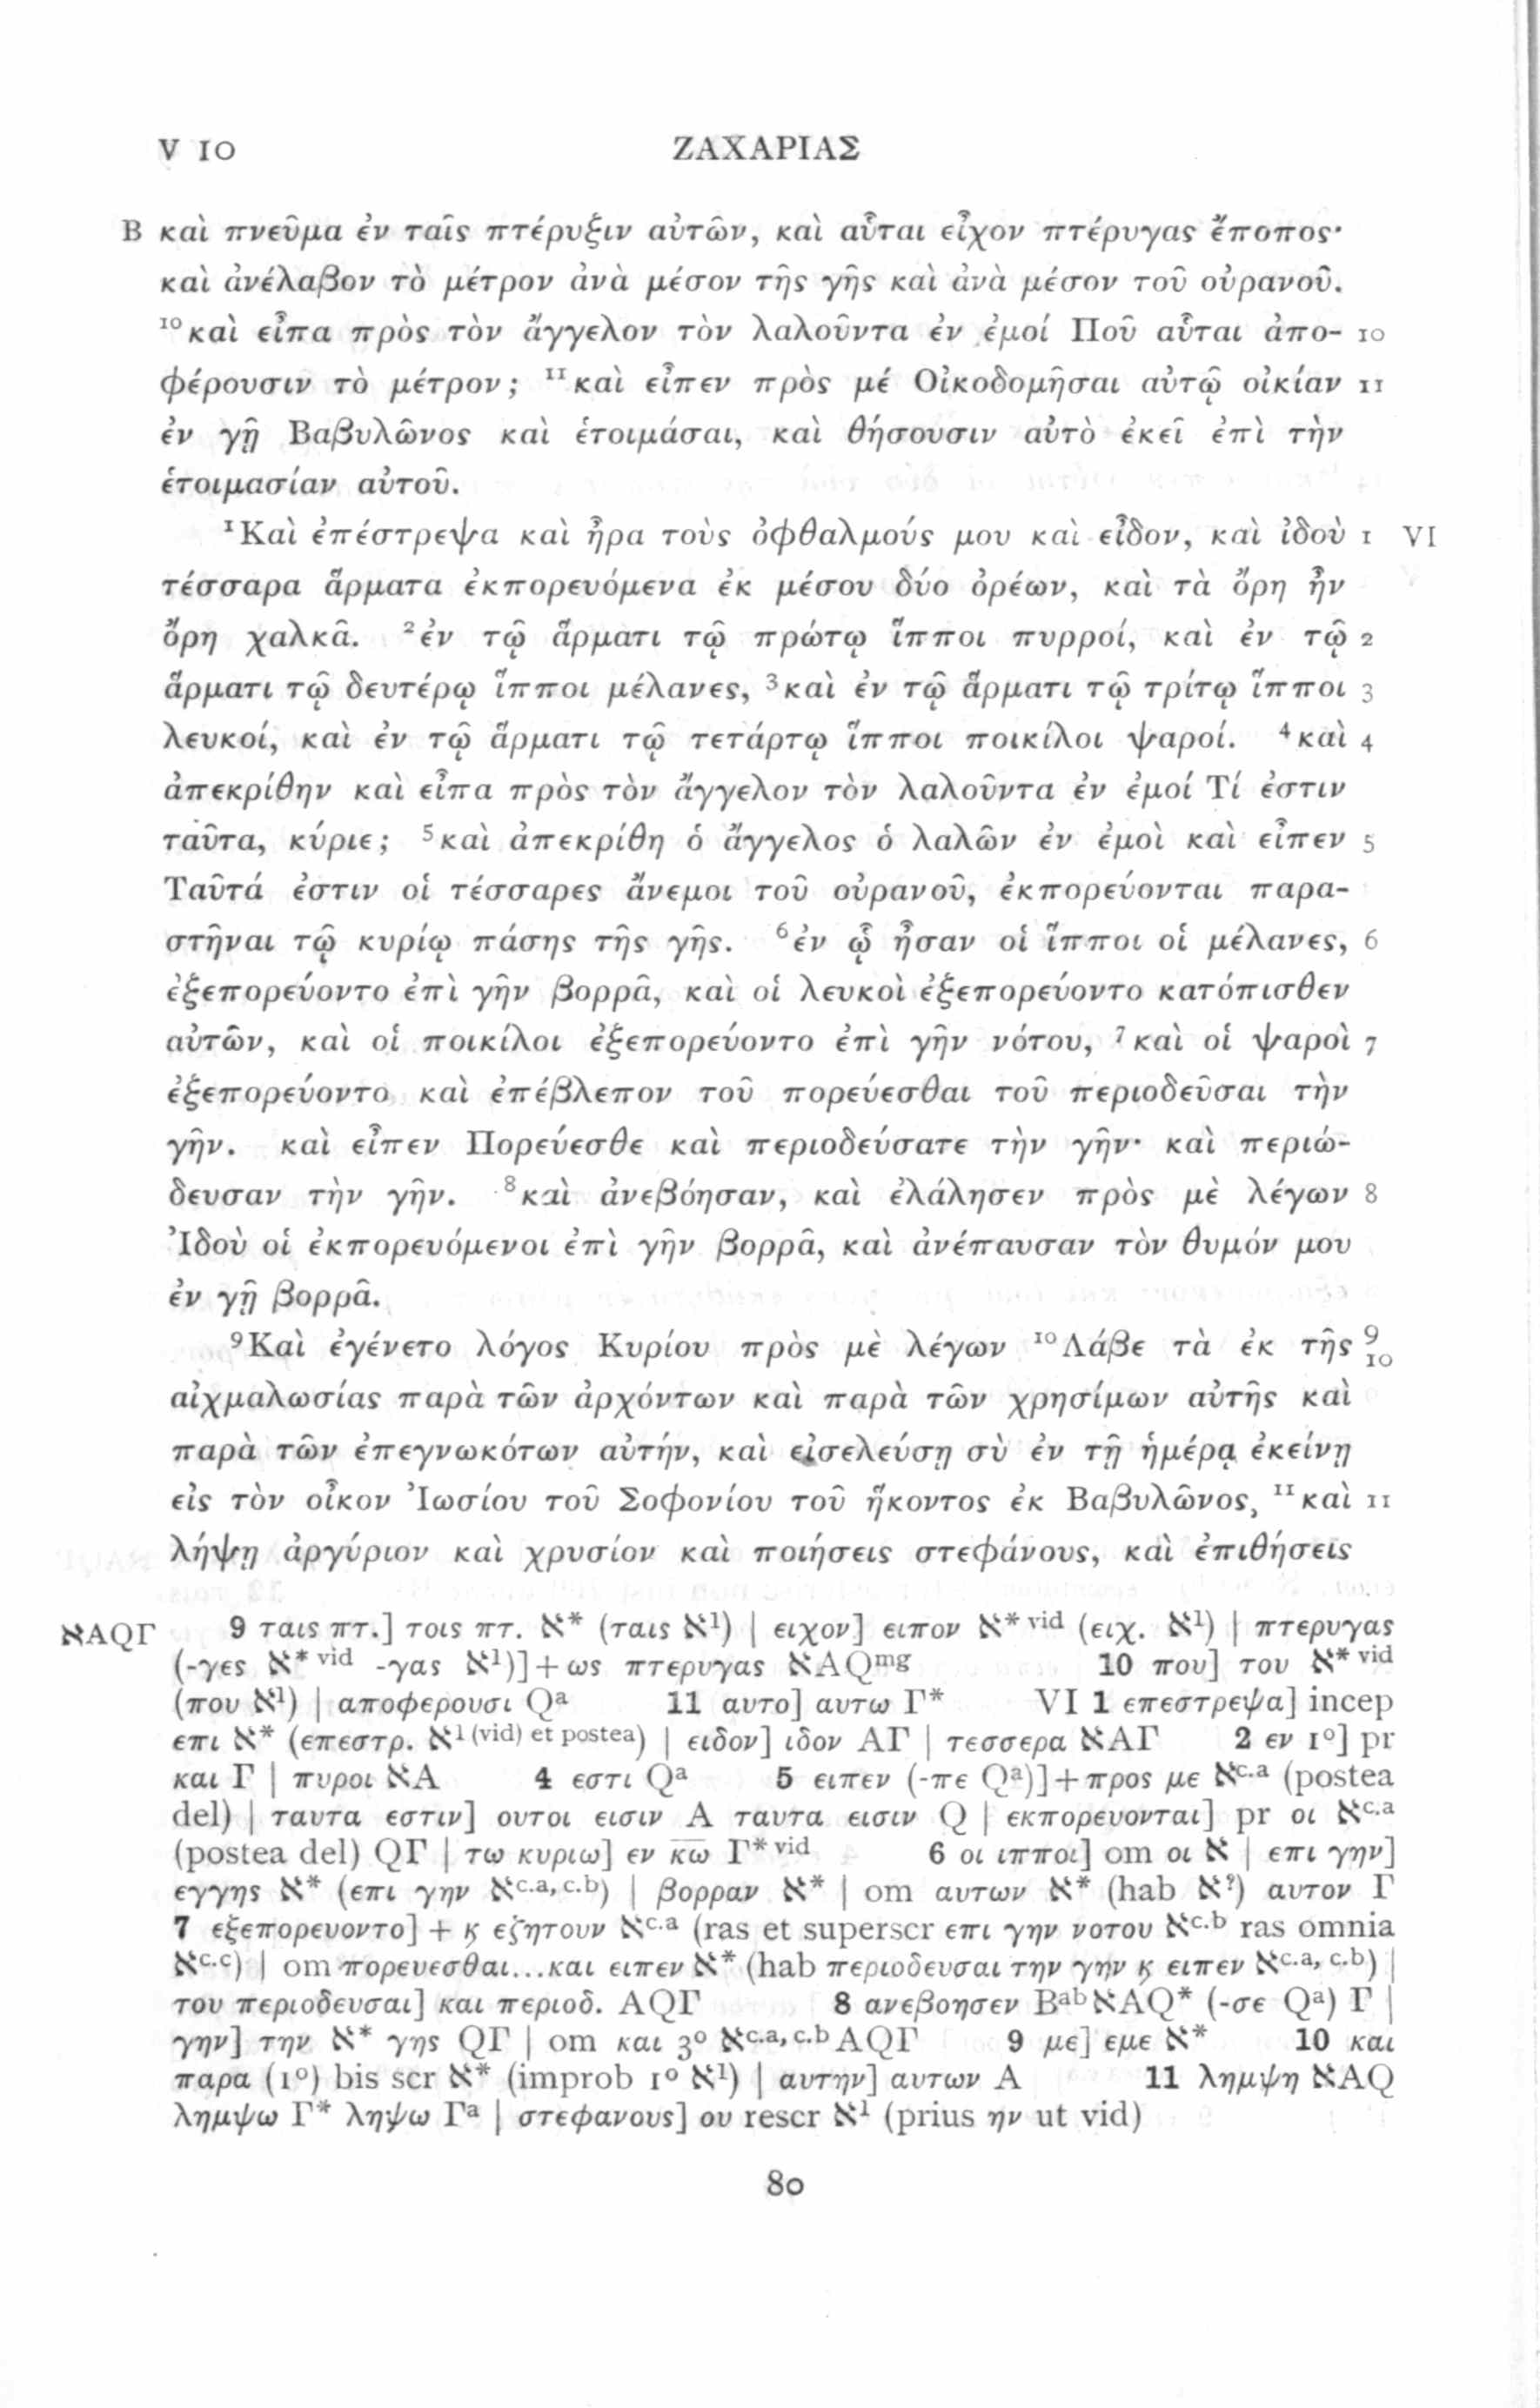 V 10 ΖΑΧΑΡΙΑΣ
B καὶ πνεῦμα ἐν ταῖς πτέρυξιν αὐτῶν, καὶ αὗται εἶχον πτέρυγας ἔποπος·
καὶ ἀνέλαβον τὸ μέτρον ἀνὰ μέσον τῆς γῆς καὶ ἀνὰ μέσον τοῦ οὐρανοῦ.
¹⁰καὶ εἶπα πρὸς τὸν ἄγγελον τὸν λαλοῦντα ἐν ἐμοί Ποῦ αὗται ἀπο- 10
φέρουσιν τὸ μέτρον; ¹¹καὶ εἶπεν πρὸς μέ Οἰκοδομῆσαι αὐτῷ οἰκίαν 11
ἐν γῇ Βαβυλῶνος καὶ ἑτοιμάσαι, καὶ θήσουσιν αὐτὸ ἐκεῖ ἐπὶ τὴν
ἑτοιμασίαν αὐτοῦ.
¹Καὶ ἐπέστρεψα καὶ ἦρα τοὺς ὀφθαλμούς μου καὶ εἶδον, καὶ ἰδοὺ 1 VI
τέσσαρα ἅρματα ἐκπορευόμενα ἐκ μέσου δύο ὀρέων, καὶ τὰ ὄρη ἦν
ὄρη χαλκᾶ. ²ἐν τῷ ἅρματι τῷ πρώτῳ ἵπποι πυρροί, καὶ ἐν τῷ 2
ἅρματι τῷ δευτέρῳ ἵπποι μέλανες, ³καὶ ἐν τῷ ἅρματι τῷ τρίτῳ ἵπποι 3
λευκοί, καὶ ἐν τῷ ἅρματι τῷ τετάρτῳ ἵπποι ποικίλοι ψαροί. ⁴καὶ 4
ἀπεκρίθην καὶ εἶπα πρὸς τὸν ἄγγελον τὸν λαλοῦντα ἐν ἐμοί Τί ἐστιν
ταῦτα, κύριε; ⁵καὶ ἀπεκρίθη ὁ ἄγγελος ὁ λαλῶν ἐν ἐμοὶ καὶ εἶπεν 5
Ταῦτά ἐστιν οἱ τέσσαρες ἄνεμοι τοῦ οὐρανοῦ, ἐκπορεύονται παρα-
στῆναι τῷ κυρίῳ πάσης τῆς γῆς. ⁶ἐν ᾧ ἦσαν οἱ ἵπποι οἱ μέλανες, 6
ἐξεπορεύοντο ἐπὶ γῆν βορρᾶ, καὶ οἱ λευκοὶ ἐξεπορεύοντο κατόπισθεν
αὐτῶν, καὶ οἱ ποικίλοι ἐξεπορεύοντο ἐπὶ γῆν νότου, ⁷καὶ οἱ ψαροὶ 7
ἐξεπορεύοντο καὶ ἐπέβλεπον τοῦ πορεύεσθαι τοῦ περιοδεῦσαι τὴν
γῆν. καὶ εἶπεν Πορεύεσθε καὶ περιοδεύσατε τὴν γῆν· καὶ περιώ-
δευσαν τὴν γῆν. ⁸καὶ ἀνεβόησαν, καὶ ἐλάλησεν πρὸς μὲ λέγων 8
Ἰδοὺ οἱ ἐκπορευόμενοι ἐπὶ γῆν βορρᾶ, καὶ ἀνέπαυσαν τὸν θυμόν μου
ἐν γῇ βορρᾶ.
⁹Καὶ ἐγένετο λόγος Κυρίου πρὸς μὲ λέγων ¹⁰Λάβε τὰ ἐκ τῆς 9 10
αἰχμαλωσίας παρὰ τῶν ἀρχόντων καὶ παρὰ τῶν χρησίμων αὐτῆς καὶ
παρὰ τῶν ἐπεγνωκότων αὐτήν, καὶ εἰσελεύσῃ σὺ ἐν τῇ ἡμέρᾳ ἐκείνῃ
εἰς τὸν οἶκον Ἰωσίου τοῦ Σοφονίου τοῦ ἥκοντος ἐκ Βαβυλῶνος, ¹¹καὶ 11
λήψῃ ἀργύριον καὶ χρυσίον καὶ ποιήσεις στεφάνους, καὶ ἐπιθήσεις
ℵAQΓ 9 ταις πτ.] τοις πτ. ℵ* (ταις ℵ¹) | ειχον] ειπον ℵ* vid (ειχ. ℵ¹) | πτερυγας
(-γες ℵ* vid -γας ℵ¹)]+ως πτερυγας ℵAQmg 10 που] του ℵ* vid
(που ℵ¹) | αποφερουσι Qa 11 αυτο] αυτω Γ* VI 1 επεστρεψα] incep
επι ℵ* (επεστρ. ℵ1 (vid) et postea) | ειδον] ιδον ΑΓ | τεσσερα ℵΑΓ 2 εν 1°] pr
και Γ | πυροι ℵA 4 εστι Qa 5 ειπεν (-πε Qa)]+προς με ℵc.a (postea
del) | ταυτα εστιν] ουτοι εισιν A ταυτα εισιν Q | εκπορευονται] pr οι ℵc.a
(postea del) QΓ | τω κυριω] εν κ̅ω̅ Γ* vid 6 οι ιπποι] om οι ℵ | επι γην]
εγγης ℵ* (επι γην ℵc.a, c.b) | βορραν ℵ* | om αυτων ℵ* (hab ℵ?) αυτον Γ
7 εξεπορευοντο] + ϗ εζητουν ℵc.a (ras et superscr επι γην νοτου ℵc.b ras omnia
ℵc.c) | om πορευεσθαι...και ειπεν ℵ* (hab περιοδευσαι την γην ϗ ειπεν ℵc.a, c.b) |
του περιοδευσαι] και περιοδ. AQΓ 8 ανεβοησεν Bab ℵAQ* (-σε Qa) Γ |
γην] την ℵ* γης QΓ | om και 3° ℵc.a, c.b AQΓ 9 με] εμε ℵ* 10 και
παρα (1°) bis scr ℵ* (improb 1° ℵ¹) | αυτην] αυτων A 11 λημψη ℵAQ
λημψω Γ* ληψω Γa | στεφανους] ου rescr ℵ¹ (prius ην ut vid)
80